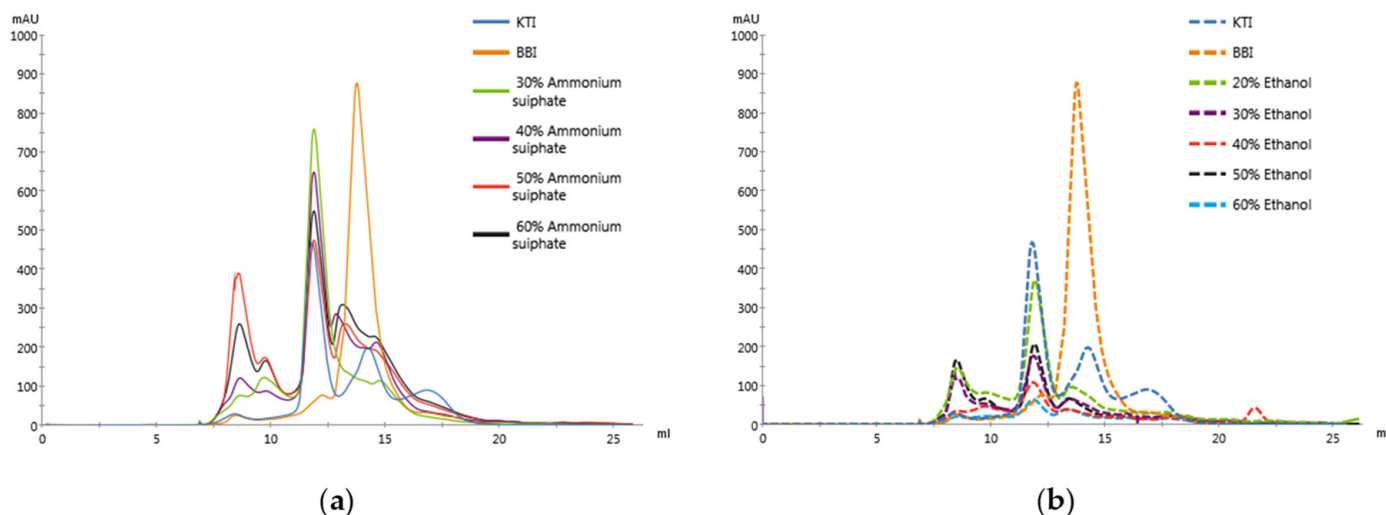 mAU
1000
900
800
700
600
500
400
300
200
100
0
0
5
10
15
20
25
ml
KTI
BBI
30% Ammonium
suiphate
40% Ammonium
suiphate
50% Ammonium
suiphate
60% Ammonium
suiphate
(a)
mAU
1000
900
800
700
600
500
400
300
200
100
0
0
5
10
15
20
25
m
KTI
BBI
20% Ethanol
30% Ethanol
40% Ethanol
50% Ethanol
60% Ethanol
(b)